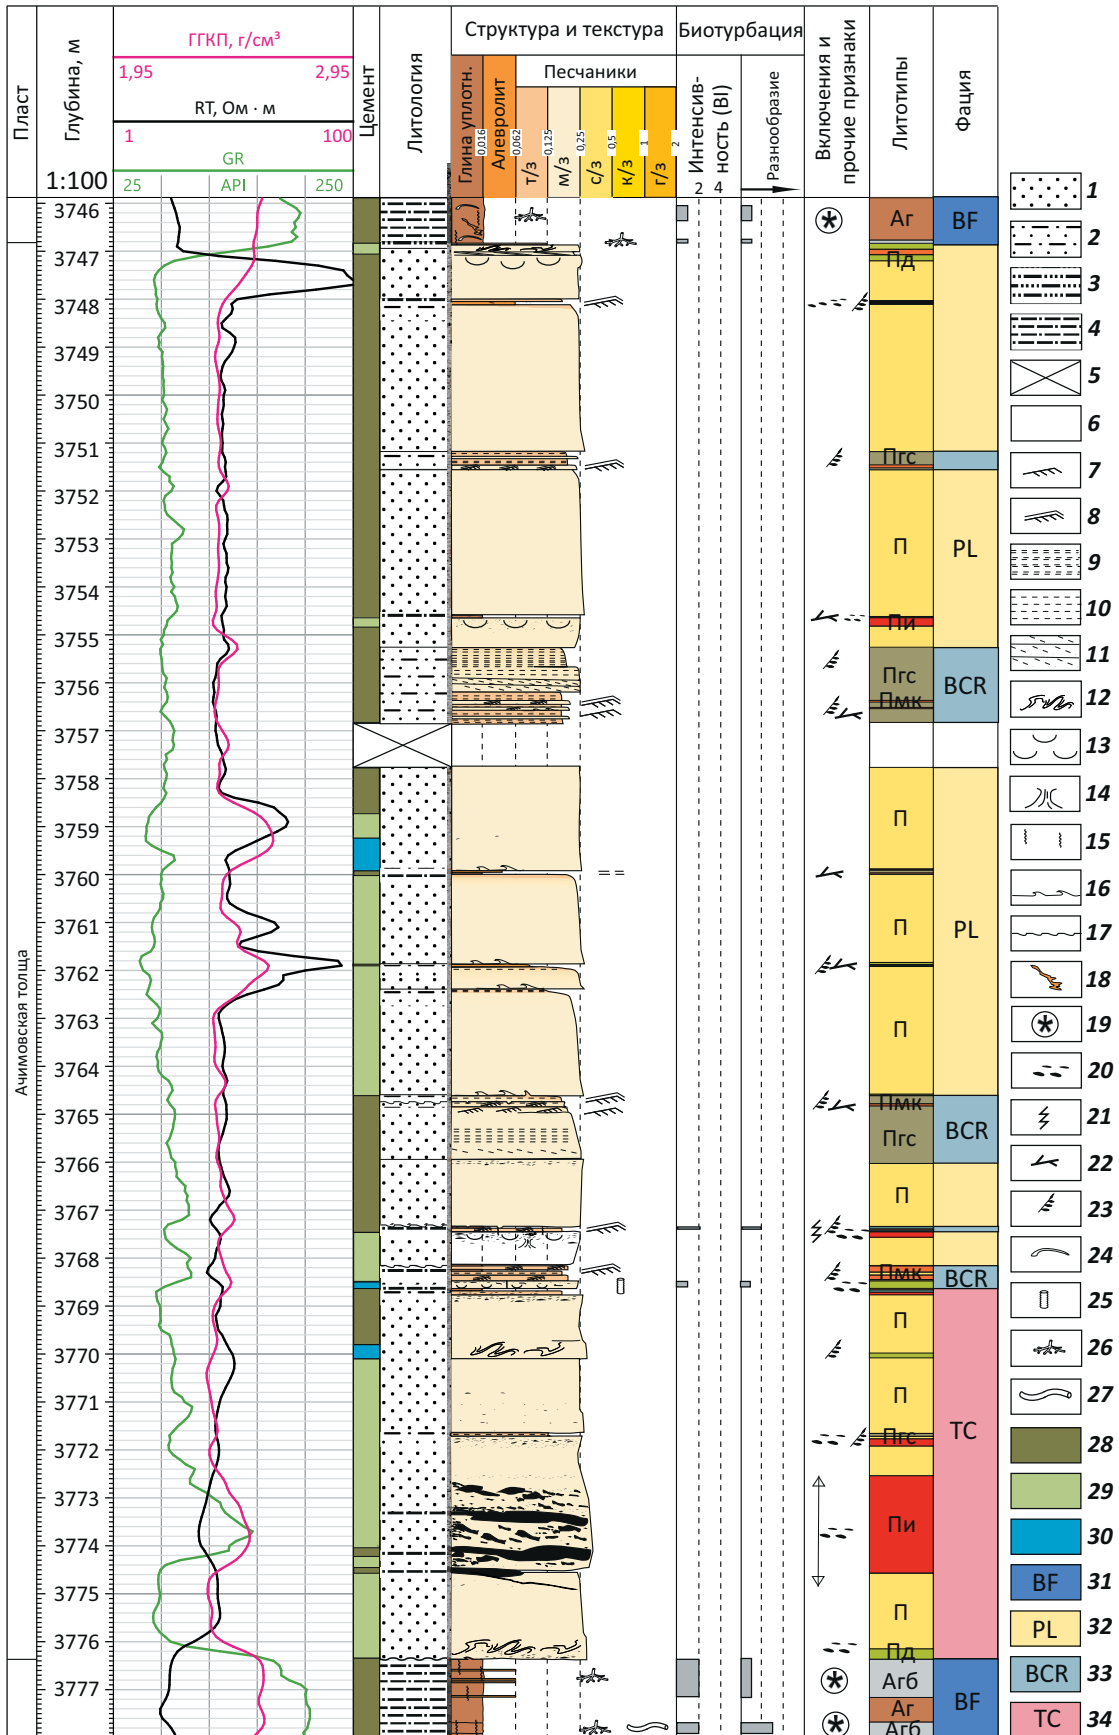 Пласт
Глубина, м
1:100
ГГКП, г/см³
1,95 2,95
RT, Ом · м
1 100
GR
25 API 250
Цемент
Литология
Структура и текстура
Песчаники
Глина уплотн.
Алевролит
т/з
м/з
с/з
к/з
г/з
0,016
0,062
0,125
0,25
0,5
1
2
Биотурбация
Интенсив-
ность (BI)
2 4
Разнообразие
Включения и
прочие признаки
Литотипы
Фация
Ачимовская толща
3746
3747
3748
3749
3750
3751
3752
3753
3754
3755
3756
3757
3758
3759
3760
3761
3762
3763
3764
3765
3766
3767
3768
3769
3770
3771
3772
3773
3774
3775
3776
3777
Аг
Пд
Пгс
П
Пи
Пгс
Пмк
П
П
П
Пмк
Пгс
П
Пмк
П
П
Пгс
Пи
П
Пд
Агб
Аг
Агб
BF
PL
BCR
PL
BCR
BCR
TC
BF
1
2
3
4
5
6
7
8
9
10
11
12
13
14
15
16
17
18
19
20
21
22
23
24
25
26
27
28
29
30
BF 31
PL 32
BCR 33
TC 34